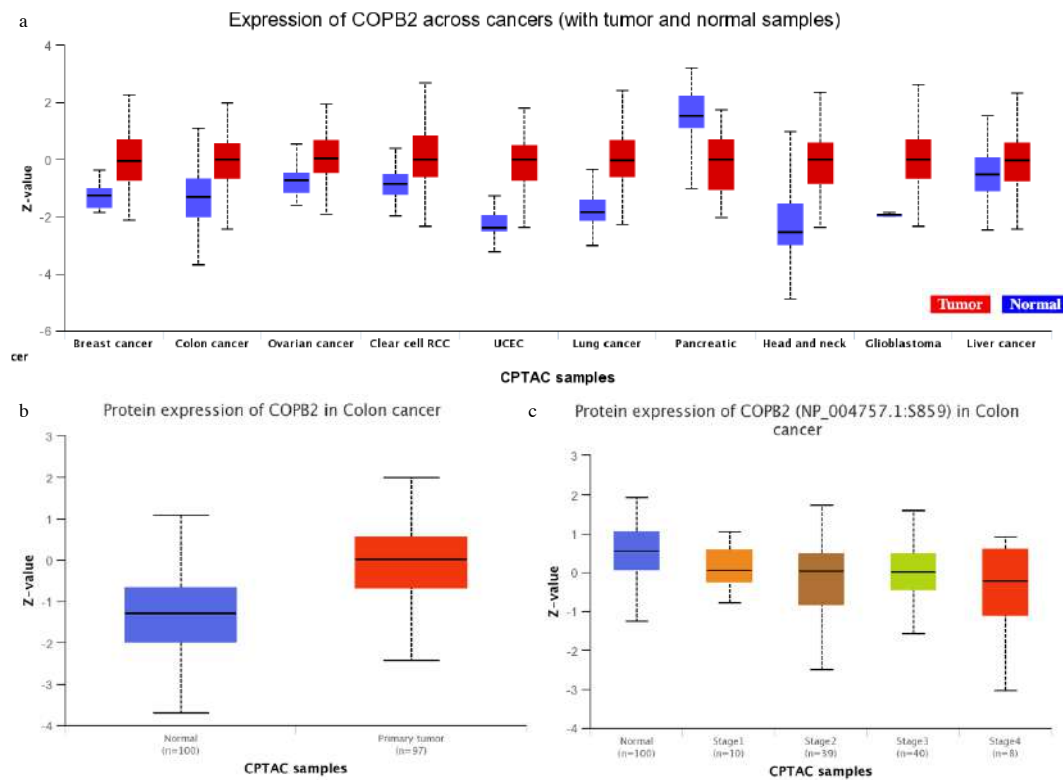 a
Expression of COPB2 across cancers (with tumor and normal samples)
4
2
0
-2
-4
-6
Z-value
Tumor Normal
Breast cancer Colon cancer Ovarian cancer Clear cell RCC UCEC Lung cancer Pancreatic Head and neck Glioblastoma Liver cancer
cer
CPTAC samples
b
Protein expression of COPB2 in Colon cancer
3
2
1
0
-1
-2
-3
-4
Z-value
Normal Primary tumor
(n=100) (n=97)
CPTAC samples
c
Protein expression of COPB2 (NP_004757.1:S859) in Colon
cancer
3
2
1
0
-1
-2
-3
-4
Z-value
Normal Stage1 Stage2 Stage3 Stage4
(n=100) (n=10) (n=39) (n=40) (n=8)
CPTAC samples